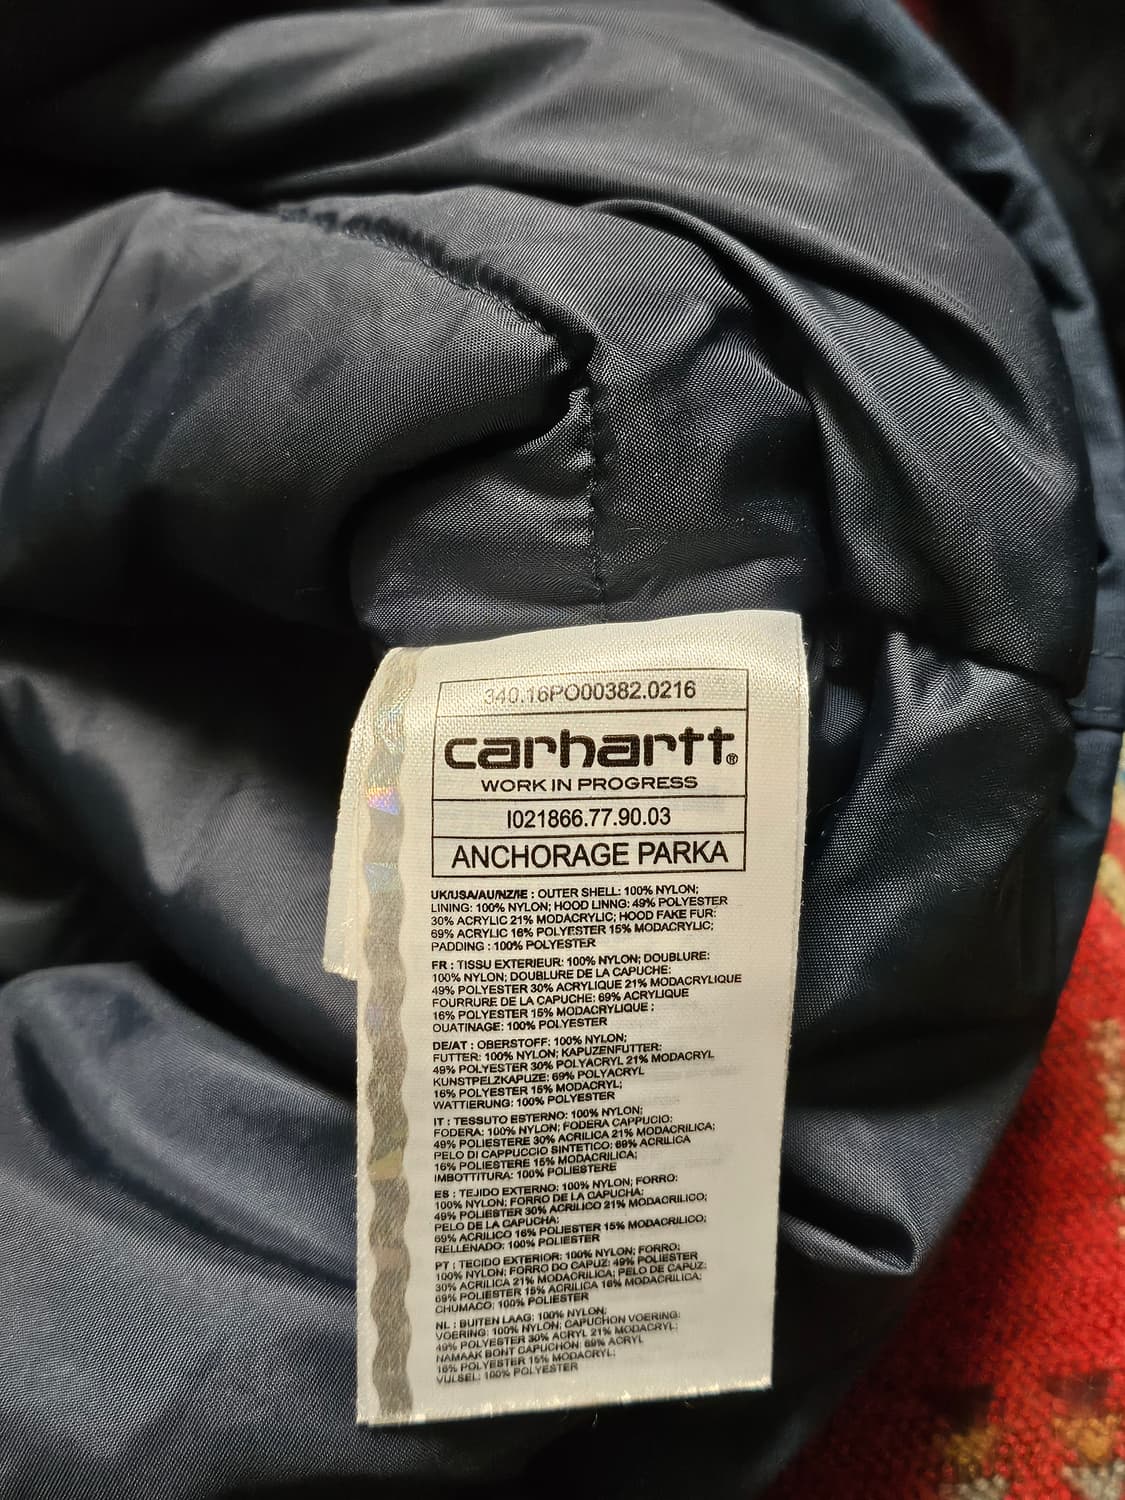 340.16PO00382.0216
carhartt®
WORK IN PROGRESS
I021866.77.90.03
ANCHORAGE PARKA
UK/USA/AU/NZ/IE : OUTER SHELL: 100% NYLON;
LINING: 100% NYLON; HOOD LINNG: 49% POLYESTER
30% ACRYLIC 21% MODACRYLIC; HOOD FAKE FUR:
69% ACRYLIC 16% POLYESTER 15% MODACRYLIC;
PADDING : 100% POLYESTER
FR : TISSU EXTERIEUR: 100% NYLON; DOUBLURE:
100% NYLON; DOUBLURE DE LA CAPUCHE:
49% POLYESTER 30% ACRYLIQUE 21% MODACRYLIQUE
FOURRURE DE LA CAPUCHE: 69% ACRYLIQUE
16% POLYESTER 15% MODACRYLIQUE ;
OUATINAGE: 100% POLYESTER
DE/AT : OBERSTOFF: 100% NYLON;
FUTTER: 100% NYLON; KAPUZENFUTTER:
49% POLYESTER 30% POLYACRYL 21% MODACRYL
KUNSTPELZKAPUZE: 69% POLYACRYL
16% POLYESTER 15% MODACRYL;
WATTIERUNG: 100% POLYESTER
IT : TESSUTO ESTERNO: 100% NYLON;
FODERA: 100% NYLON; FODERA CAPPUCIO:
49% POLIESTERE 30% ACRILICA 21% MODACRILICA;
PELO DI CAPPUCCIO SINTETICO: 69% ACRILICA
16% POLIESTERE 15% MODACRILICA;
IMBOTTITURA: 100% POLIESTERE
ES : TEJIDO EXTERNO: 100% NYLON; FORRO:
100% NYLON; FORRO DE LA CAPUCHA:
49% POLIESTER 30% ACRILICO 21% MODACRILICO;
PELO DE LA CAPUCHA:
69% ACRILICO 16% POLIESTER 15% MODACRILICO;
RELLENADO: 100% POLIESTER
PT : TECIDO EXTERIOR: 100% NYLON; FORRO:
100% NYLON; FORRO DO CAPUZ: 49% POLIESTER
30% ACRILICA 21% MODACRILICA; PELO DE CAPUZ:
69% POLIESTER 15% ACRILICA 16% MODACRILICA;
CHUMACO: 100% POLIESTER
NL : BUITEN LAAG: 100% NYLON;
VOERING: 100% NYLON; CAPUCHON VOERING:
49% POLYESTER 30% ACRYL 21% MODACRYL;
NAMAAK BONT CAPUCHON: 69% ACRYL
16% POLYESTER 15% MODACRYL;
VULSEL: 100% POLYESTER